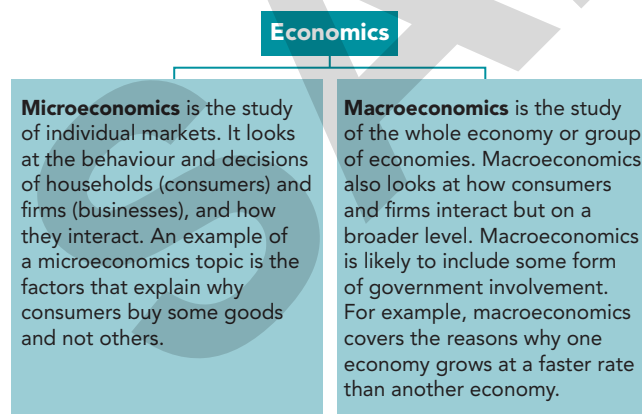 Economics
Microeconomics is the study
of individual markets. It looks
at the behaviour and decisions
of households (consumers) and
firms (businesses), and how
they interact. An example of
a microeconomics topic is the
factors that explain why
consumers buy some goods
and not others.
Macroeconomics is the study
of the whole economy or group
of economies. Macroeconomics
also looks at how consumers
and firms interact but on a
broader level. Macroeconomics
is likely to include some form
of government involvement.
For example, macroeconomics
covers the reasons why one
economy grows at a faster rate
than another economy.